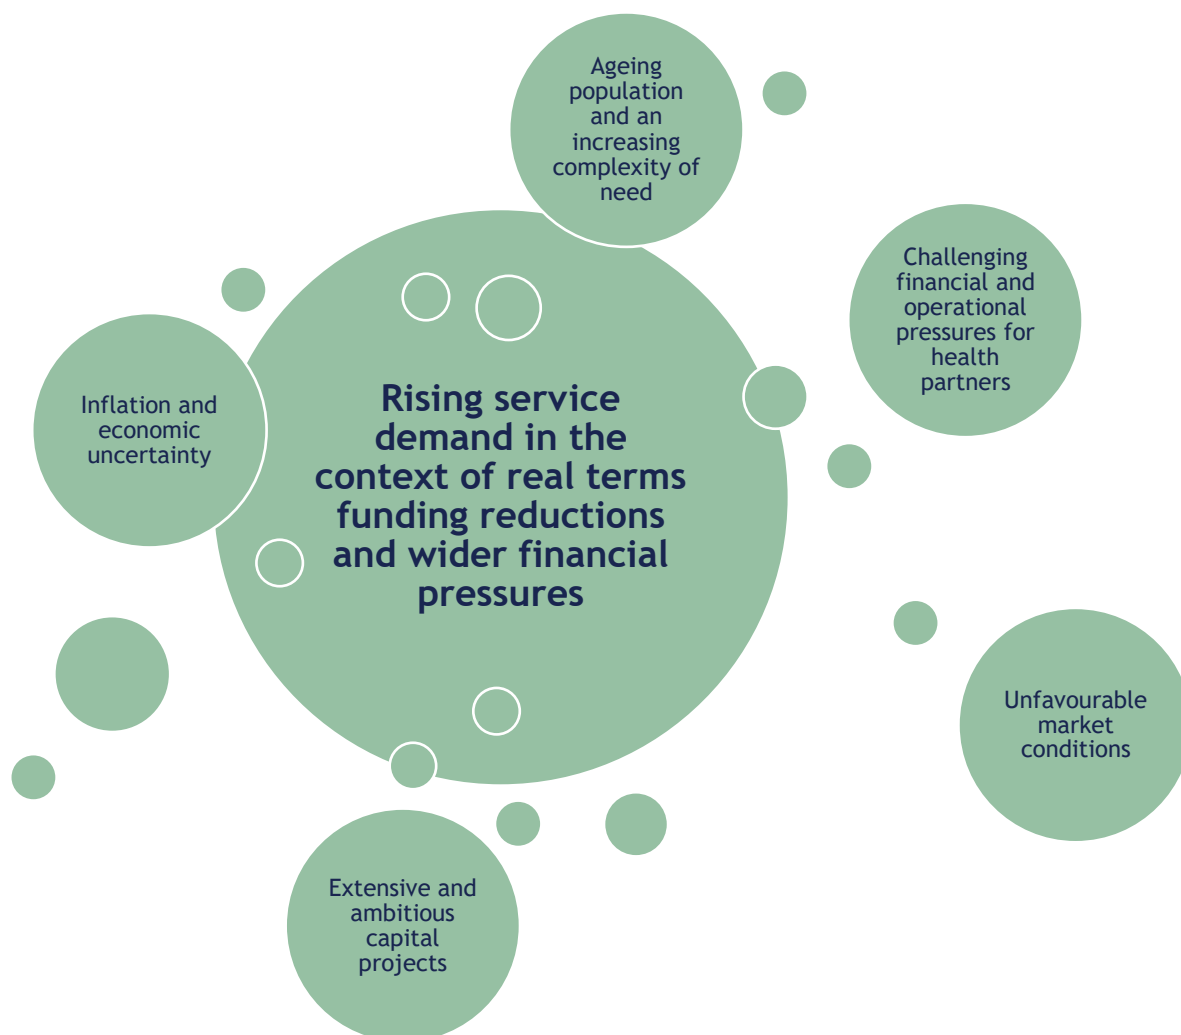 Ageing
population
and an
increasing
complexity of
need
Challenging
financial and
operational
pressures for
health
partners
Inflation and
economic
uncertainty
Rising service
demand in the
context of real terms
funding reductions
and wider financial
pressures
Unfavourable
market
conditions
Extensive and
ambitious
capital
projects